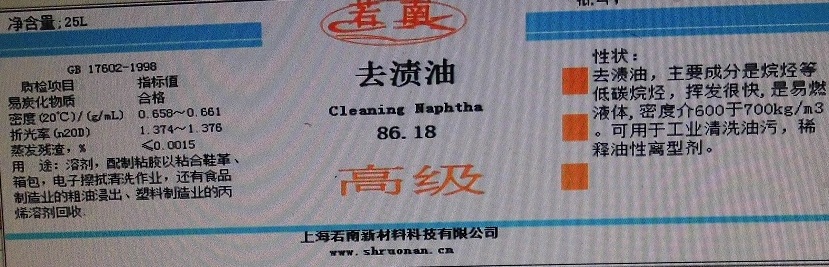 净含量;25L
若南
GB 17602-1998
质检项目 指标值
易炭化物质 合格
密度(20℃)/(g/mL) 0.658~0.661
折光率(n20D) 1.374~1.376
蒸发残渣,% ≤0.0015
用 途:溶剂,配制粘胶以粘合鞋革、
箱包,电子擦拭清洗作业,还有食品
制造业的粗油浸出、塑料制造业的丙
烯溶剂回收.
去渍油
Cleaning Naphtha
86.18
高级
性状:
去渍油,主要成分是烷烃等
低碳烷烃,挥发很快,是易燃
液体,密度介600于700kg/m3
。可用于工业清洗油污,稀
释油性离型剂。
上海若南新材料科技有限公司
www.shruonan.cn